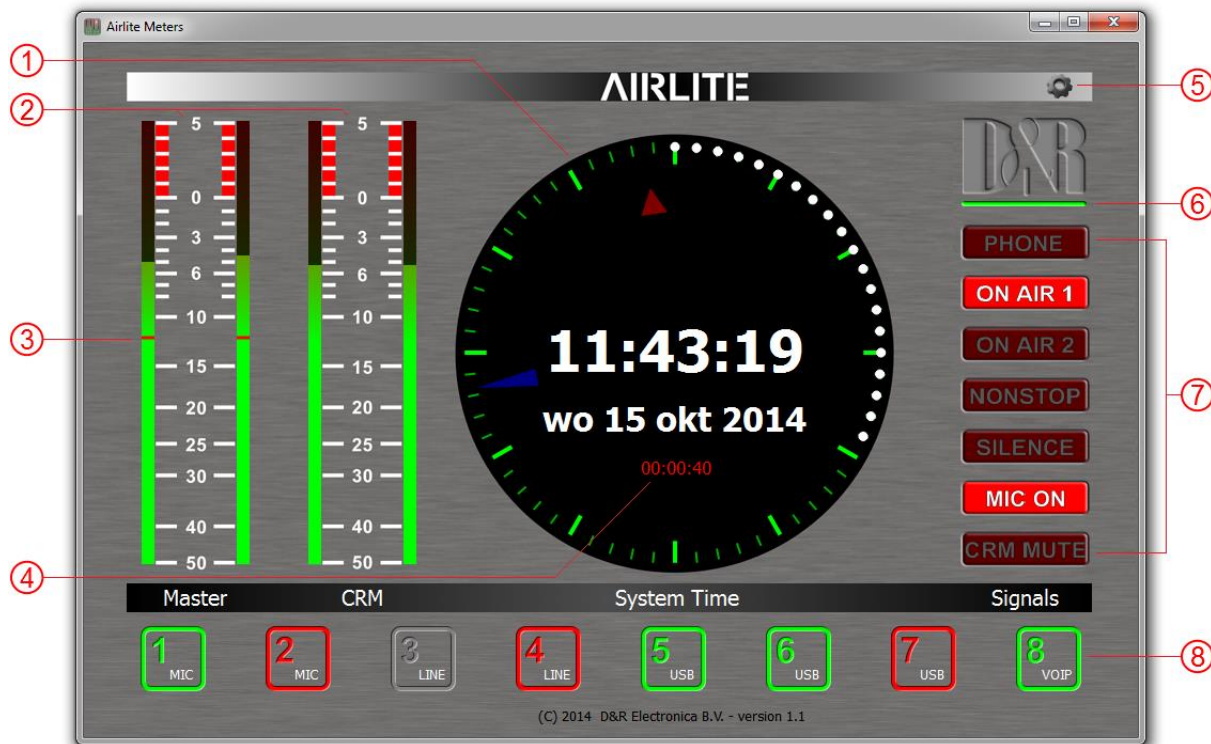 Airlite Meters
AIRLITE
1
2
3
4
5
6
7
8
5 5
0 0
3 3
6 6
10 10
15 15
20 20
25 25
30 30
40 40
50 50
11:43:19
wo 15 okt 2014
00:00:40
D&R
PHONE
ON AIR 1
ON AIR 2
NONSTOP
SILENCE
MIC ON
CRM MUTE
Master CRM System Time Signals
1 MIC 2 MIC 3 LINE 4 LINE 5 USB 6 USB 7 USB 8 VOIP
(C) 2014 D&R Electronica B.V. - version 1.1